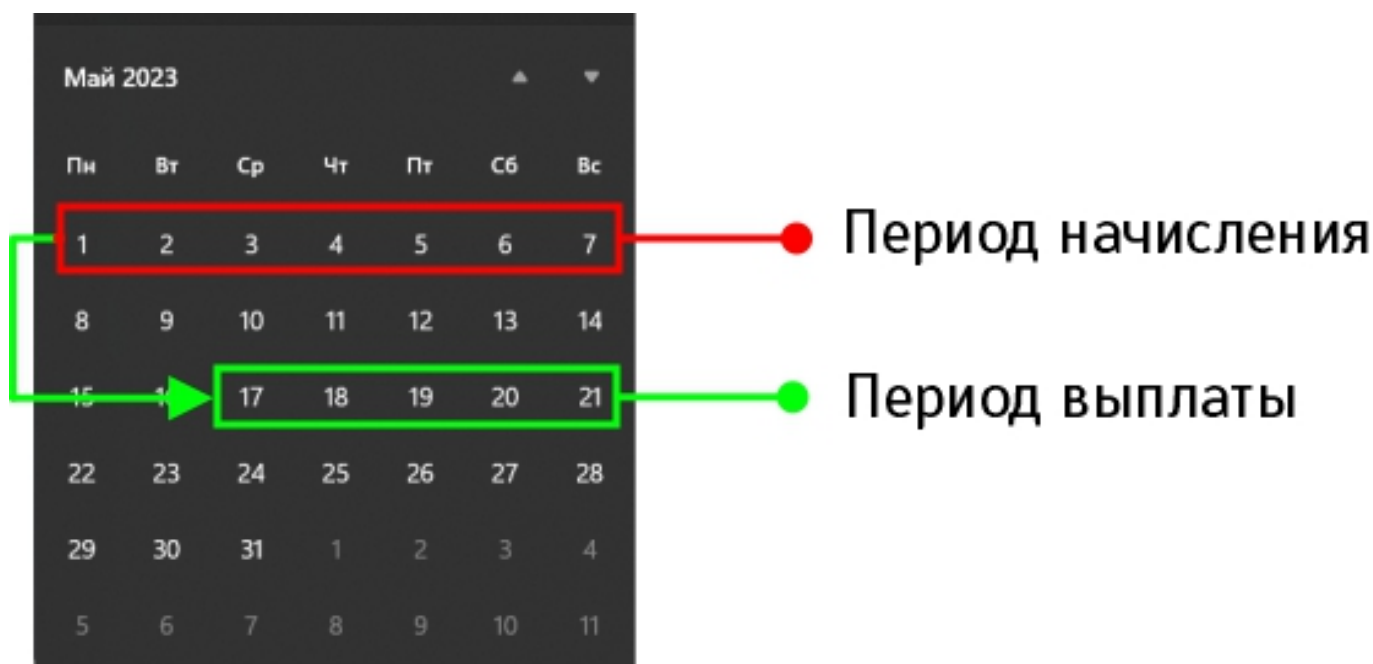 Май 2023
Пн Вт Ср Чт Пт Сб Вс
1 2 3 4 5 6 7 Период начисления
8 9 10 11 12 13 14
15 17 18 19 20 21 Период выплаты
22 23 24 25 26 27 28
29 30 31 1 2 3 4
5 6 7 8 9 10 11